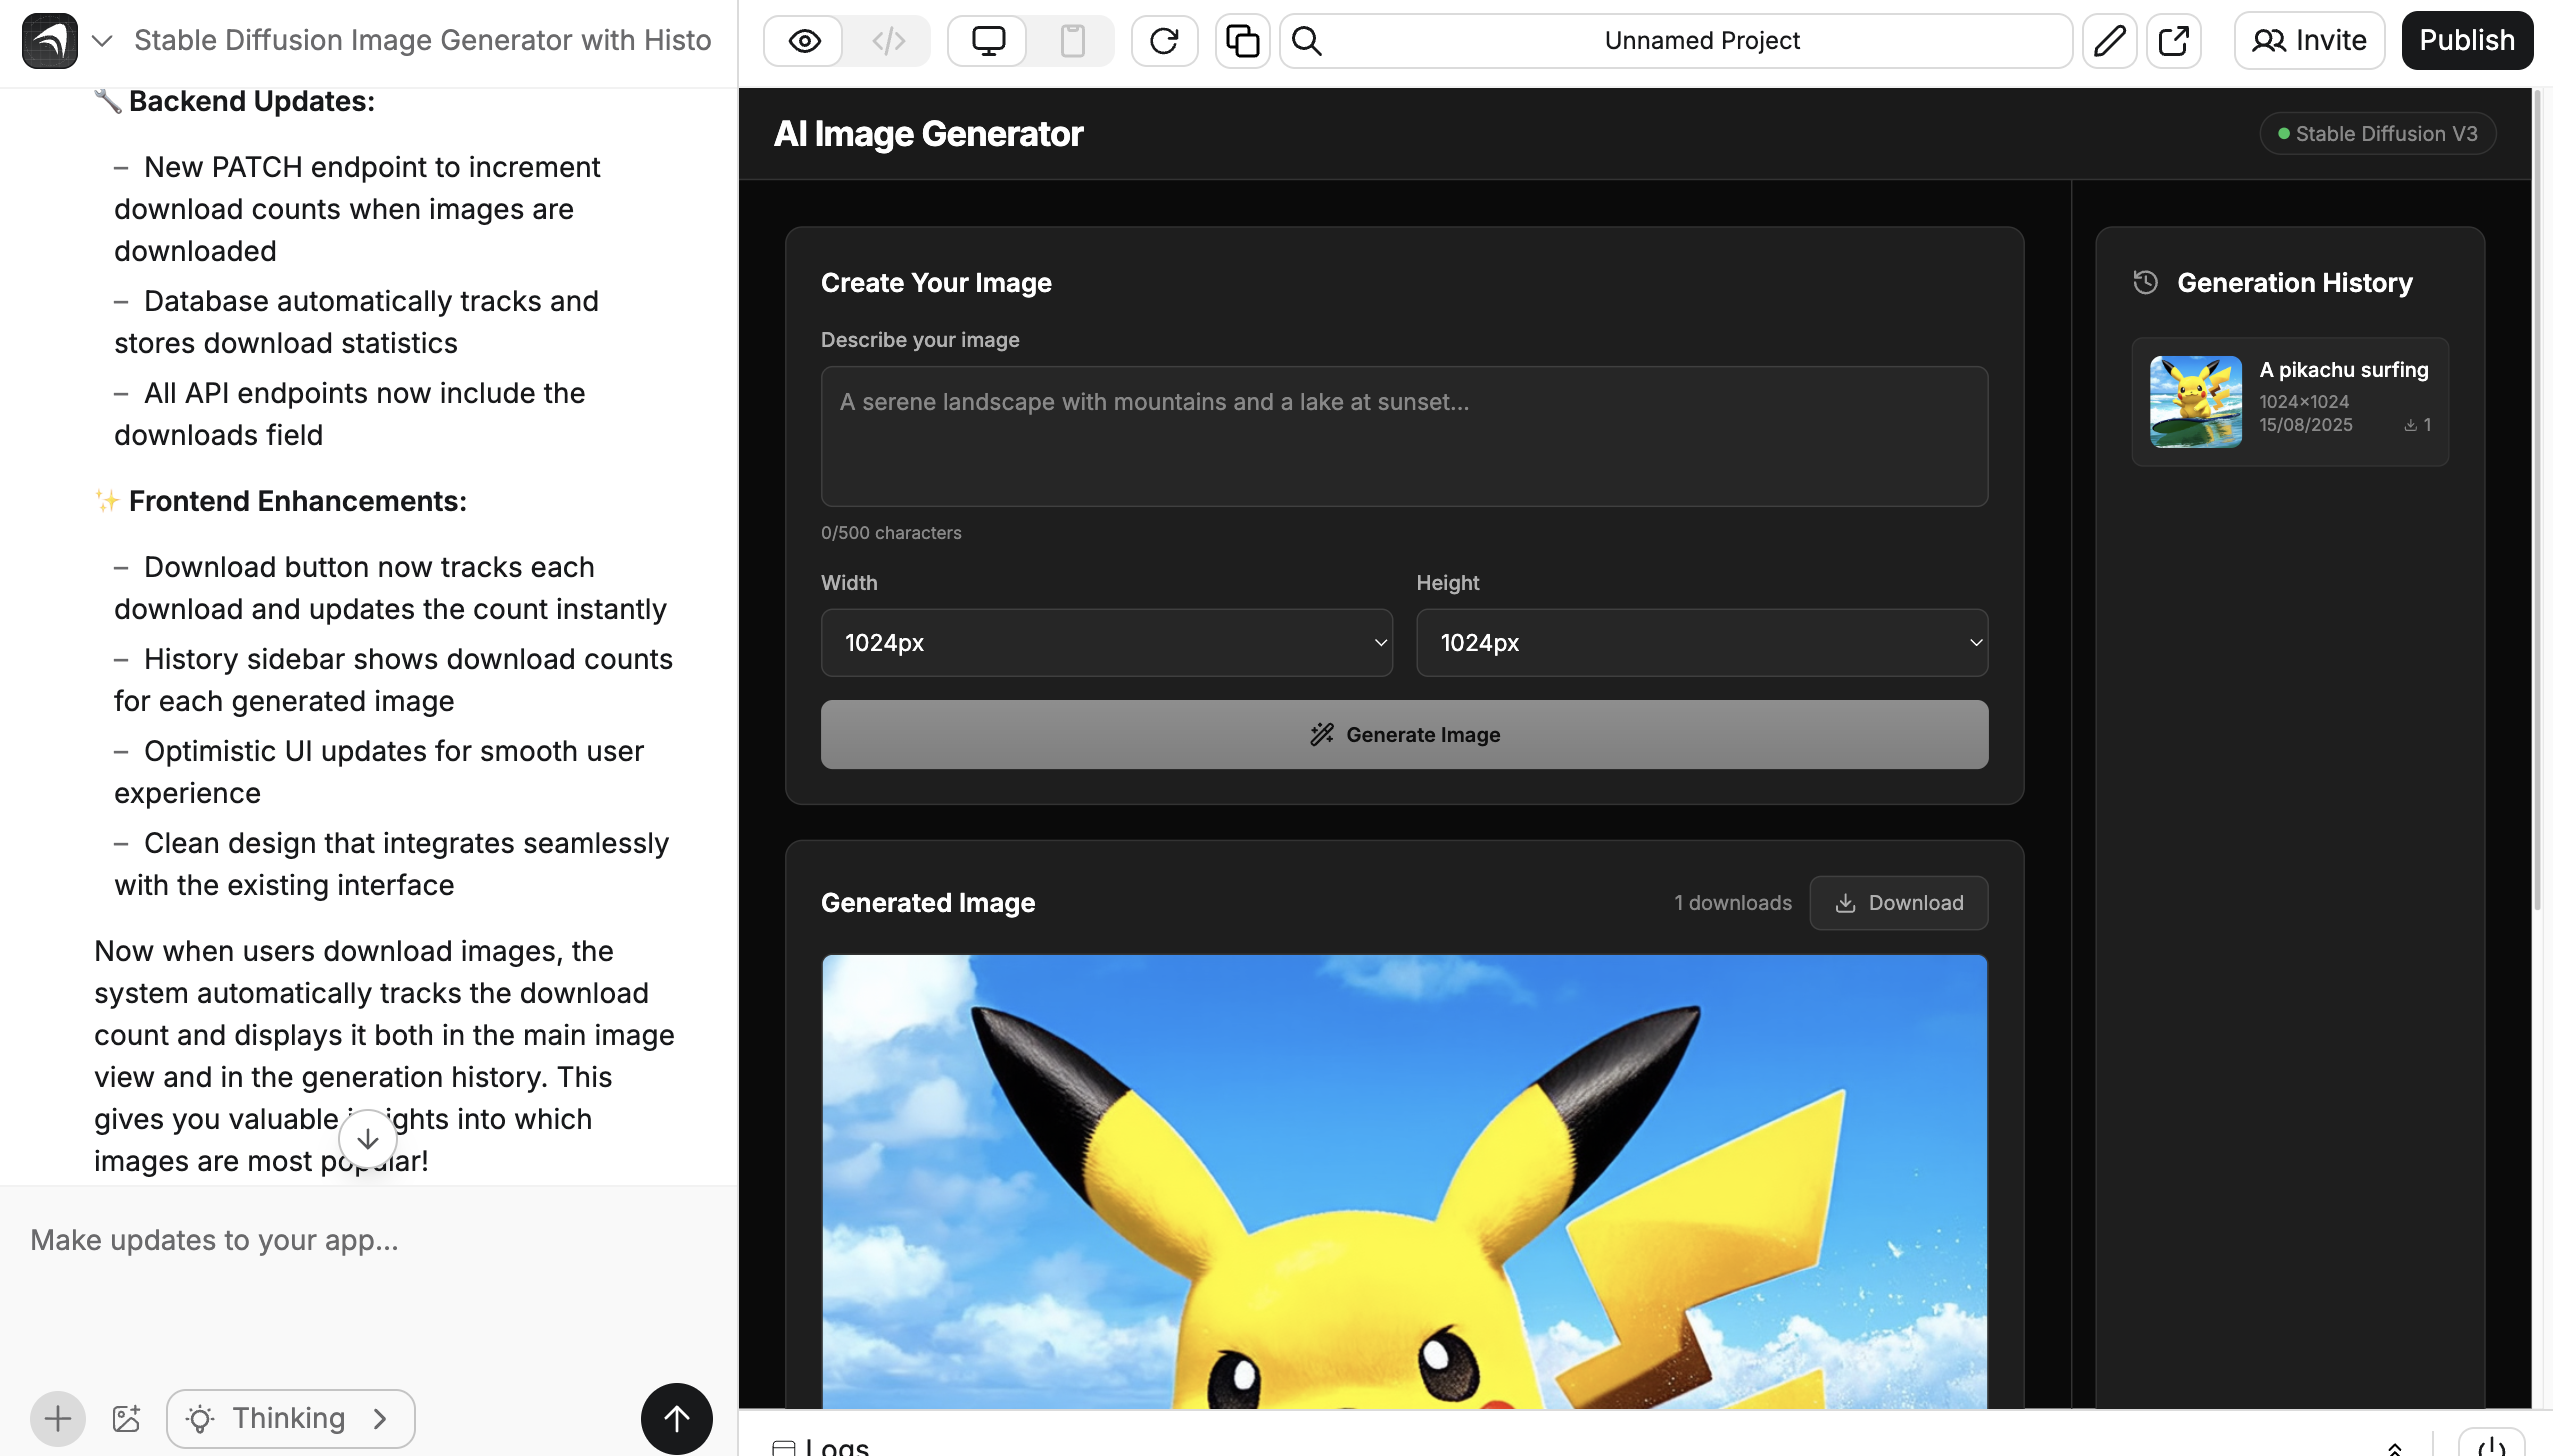 Stable Diffusion Image Generator with Histo
Unnamed Project
Invite
Publish
Backend Updates:
– New PATCH endpoint to increment
download counts when images are
downloaded
– Database automatically tracks and
stores download statistics
– All API endpoints now include the
downloads field
Frontend Enhancements:
– Download button now tracks each
download and updates the count instantly
– History sidebar shows download counts
for each generated image
– Optimistic UI updates for smooth user
experience
– Clean design that integrates seamlessly
with the existing interface
Now when users download images, the
system automatically tracks the download
count and displays it both in the main image
view and in the generation history. This
gives you valuable insights into which
images are most popular!
Make updates to your app...
Thinking
AI Image Generator
Stable Diffusion V3
Create Your Image
Describe your image
A serene landscape with mountains and a lake at sunset...
0/500 characters
Width
Height
1024px
1024px
Generate Image
Generated Image
1 downloads
Download
Generation History
A pikachu surfing
1024×1024
15/08/2025
1
Logs